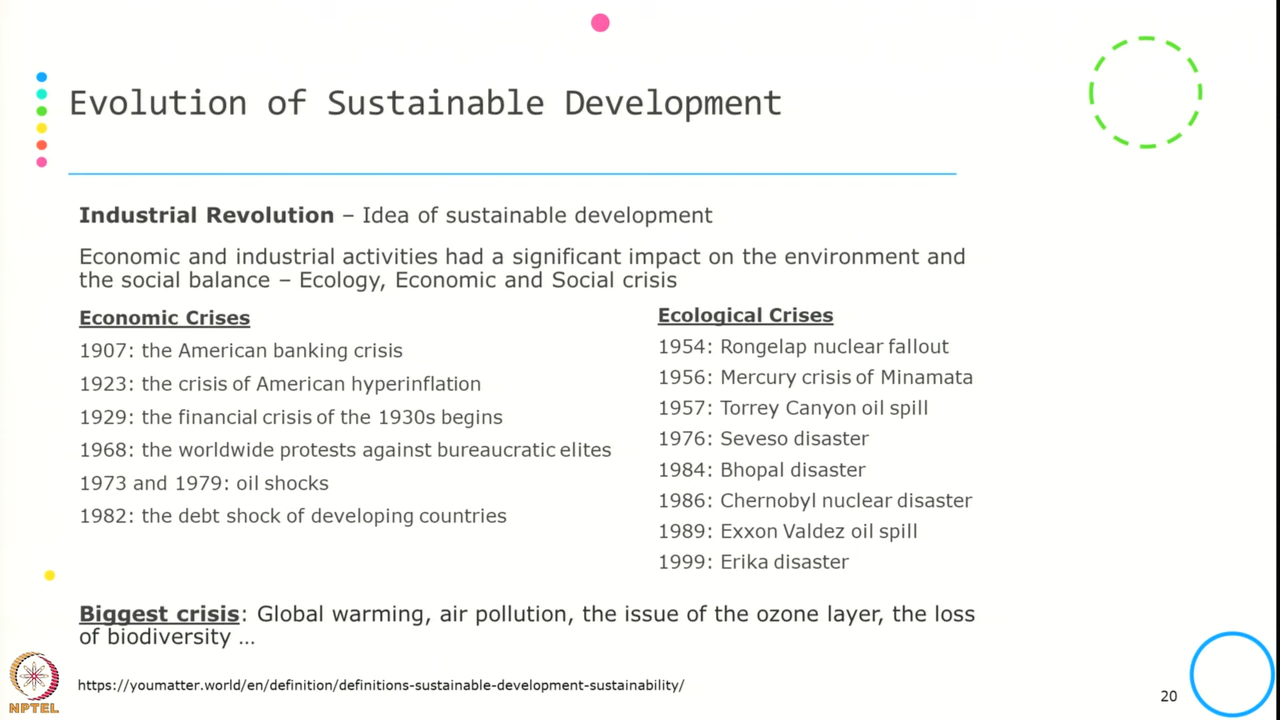 Evolution of Sustainable Development
Industrial Revolution – Idea of sustainable development
Economic and industrial activities had a significant impact on the environment and
the social balance – Ecology, Economic and Social crisis
Economic Crises
1907: the American banking crisis
1923: the crisis of American hyperinflation
1929: the financial crisis of the 1930s begins
1968: the worldwide protests against bureaucratic elites
1973 and 1979: oil shocks
1982: the debt shock of developing countries
Ecological Crises
1954: Rongelap nuclear fallout
1956: Mercury crisis of Minamata
1957: Torrey Canyon oil spill
1976: Seveso disaster
1984: Bhopal disaster
1986: Chernobyl nuclear disaster
1989: Exxon Valdez oil spill
1999: Erika disaster
Biggest crisis: Global warming, air pollution, the issue of the ozone layer, the loss
of biodiversity ...
https://youmatter.world/en/definition/definitions-sustainable-development-sustainability/
20
NPTEL